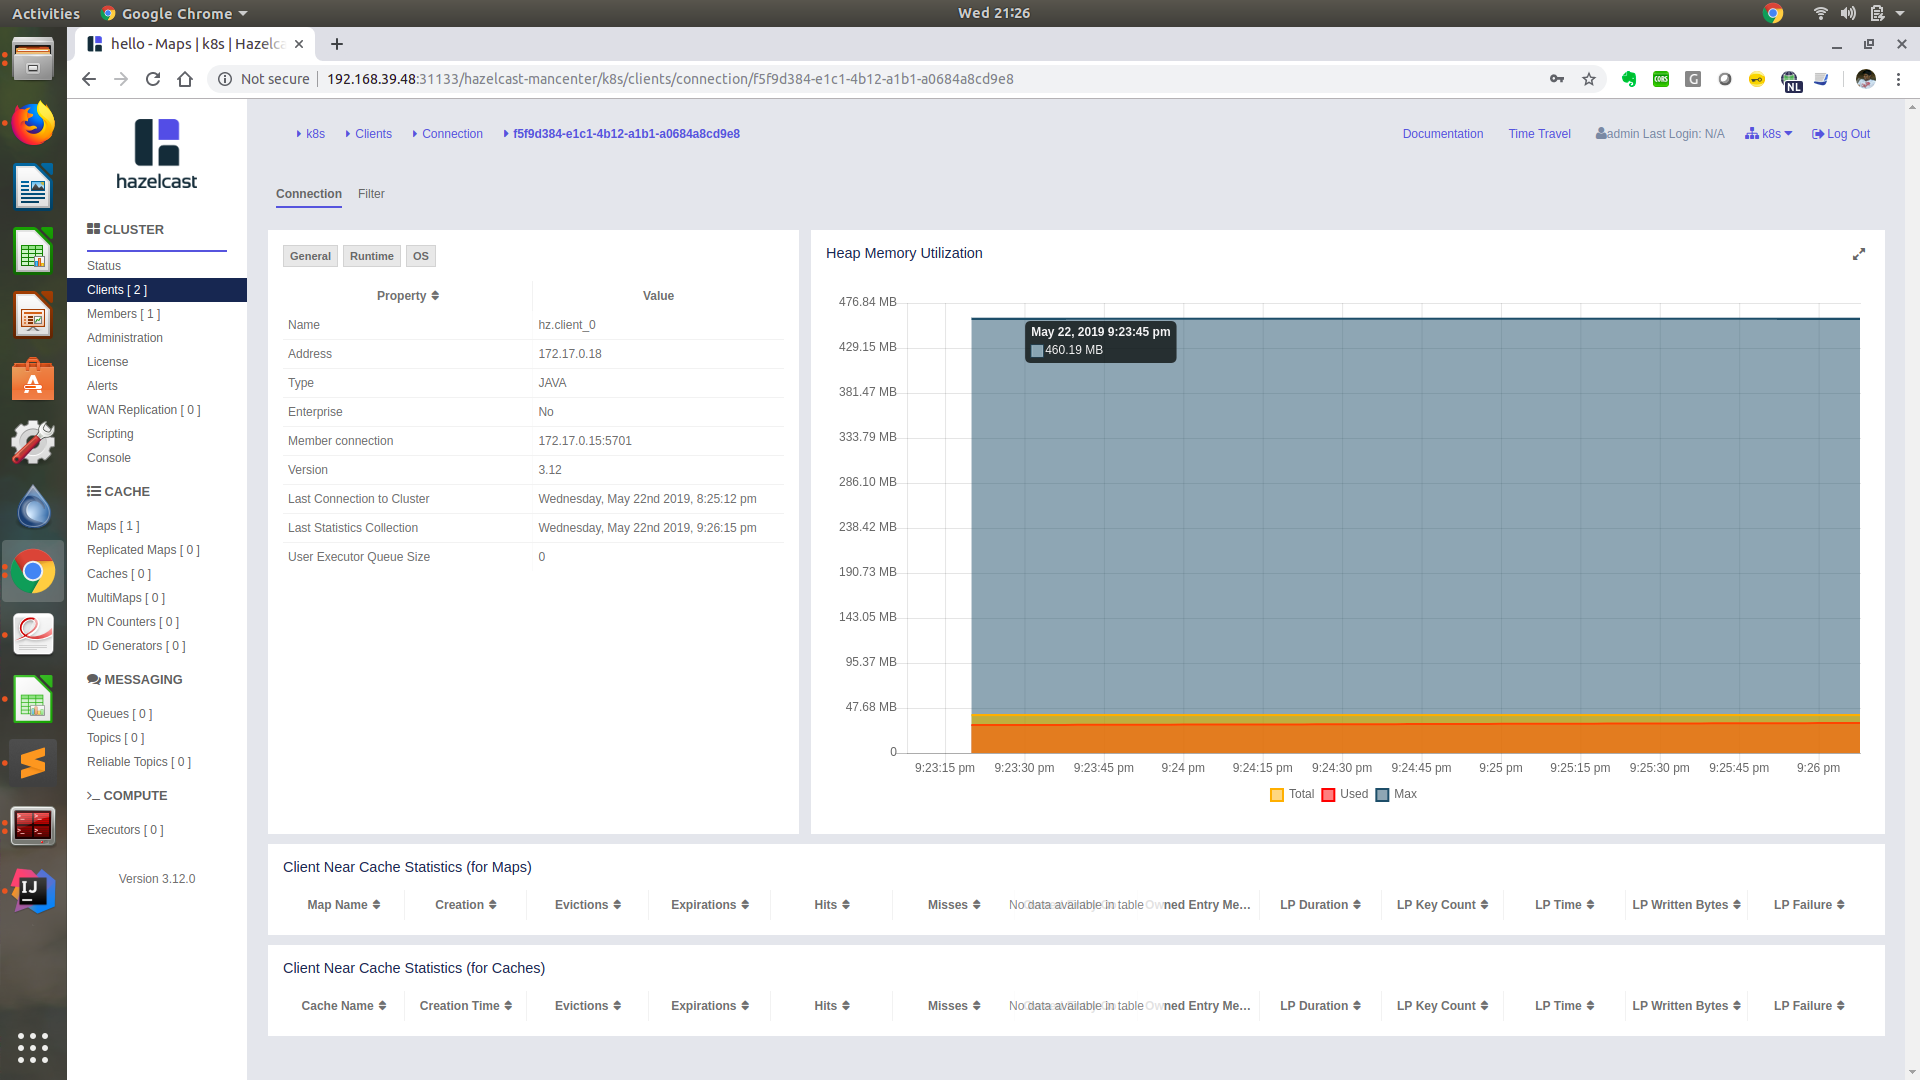 Activities
Google Chrome
Wed 21:26
hello - Maps | k8s | Hazelca
Not secure
192.168.39.48:31133/hazelcast-mancenter/k8s/clients/connection/f5f9d384-e1c1-4b12-a1b1-a0684a8cd9e8
CORS
G
NL
hazelcast
k8s
Clients
Connection
f5f9d384-e1c1-4b12-a1b1-a0684a8cd9e8
Documentation
Time Travel
admin Last Login: N/A
k8s
Log Out
Connection
Filter
CLUSTER
Status
Clients [ 2 ]
Members [ 1 ]
Administration
License
Alerts
WAN Replication [ 0 ]
Scripting
Console
CACHE
Maps [ 1 ]
Replicated Maps [ 0 ]
Caches [ 0 ]
MultiMaps [ 0 ]
PN Counters [ 0 ]
ID Generators [ 0 ]
MESSAGING
Queues [ 0 ]
Topics [ 0 ]
Reliable Topics [ 0 ]
COMPUTE
Executors [ 0 ]
Version 3.12.0
General
Runtime
OS
Property Value
Name hz.client_0
Address 172.17.0.18
Type JAVA
Enterprise No
Member connection 172.17.0.15:5701
Version 3.12
Last Connection to Cluster Wednesday, May 22nd 2019, 8:25:12 pm
Last Statistics Collection Wednesday, May 22nd 2019, 9:26:15 pm
User Executor Queue Size 0
Heap Memory Utilization
476.84 MB
429.15 MB
381.47 MB
333.79 MB
286.10 MB
238.42 MB
190.73 MB
143.05 MB
95.37 MB
47.68 MB
0
May 22, 2019 9:23:45 pm
460.19 MB
9:23:15 pm 9:23:30 pm 9:23:45 pm 9:24 pm 9:24:15 pm 9:24:30 pm 9:24:45 pm 9:25 pm 9:25:15 pm 9:25:30 pm 9:25:45 pm 9:26 pm
Total Used Max
Client Near Cache Statistics (for Maps)
Map Name Creation Evictions Expirations Hits Misses No data available in table Owned Entry Me... LP Duration LP Key Count LP Time LP Written Bytes LP Failure
Client Near Cache Statistics (for Caches)
Cache Name Creation Time Evictions Expirations Hits Misses No data available in table Owned Entry Me... LP Duration LP Key Count LP Time LP Written Bytes LP Failure
IJ